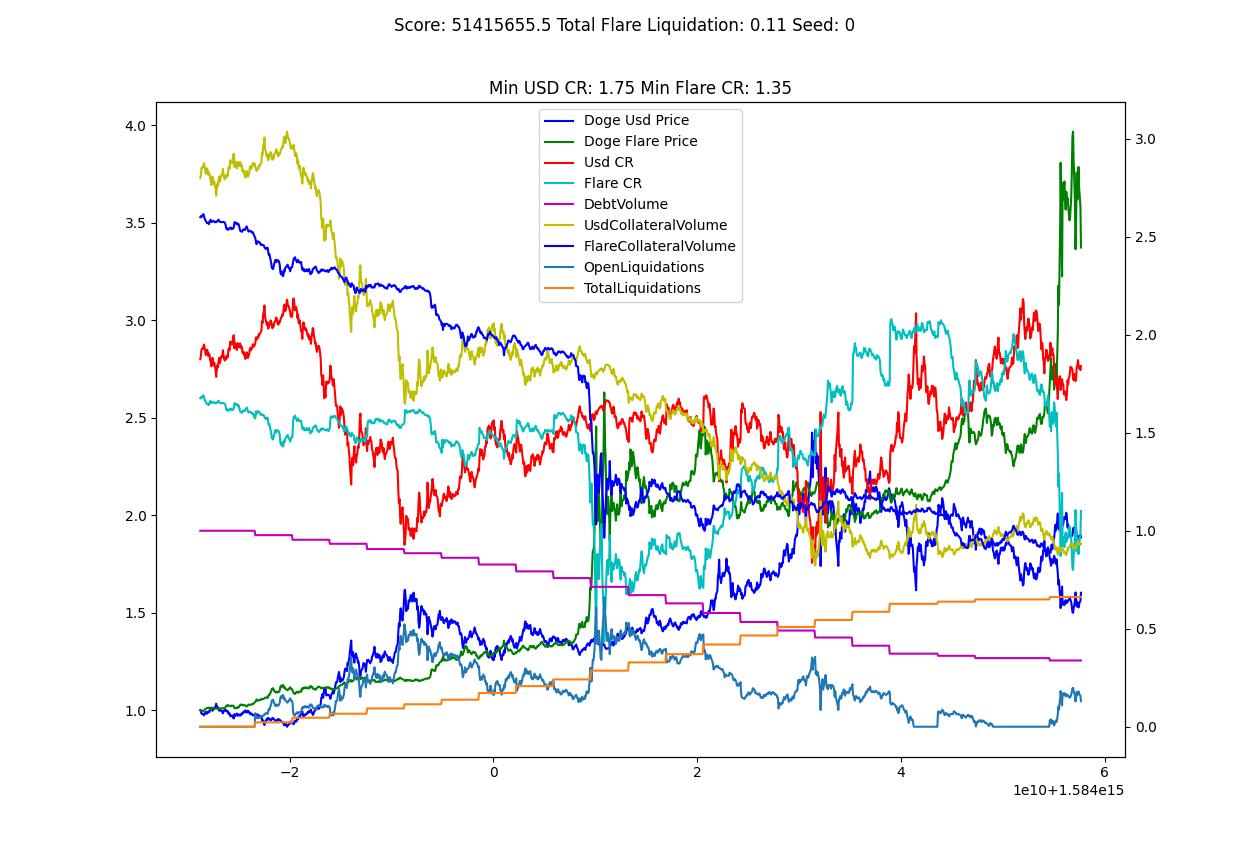 Score: 51415655.5 Total Flare Liquidation: 0.11 Seed: 0
Min USD CR: 1.75 Min Flare CR: 1.35
Doge Usd Price
Doge Flare Price
Usd CR
Flare CR
DebtVolume
UsdCollateralVolume
FlareCollateralVolume
OpenLiquidations
TotalLiquidations
4.0
3.5
3.0
2.5
2.0
1.5
1.0
3.0
2.5
2.0
1.5
1.0
0.5
0.0
−2 0 2 4 6
1e10+1.584e15